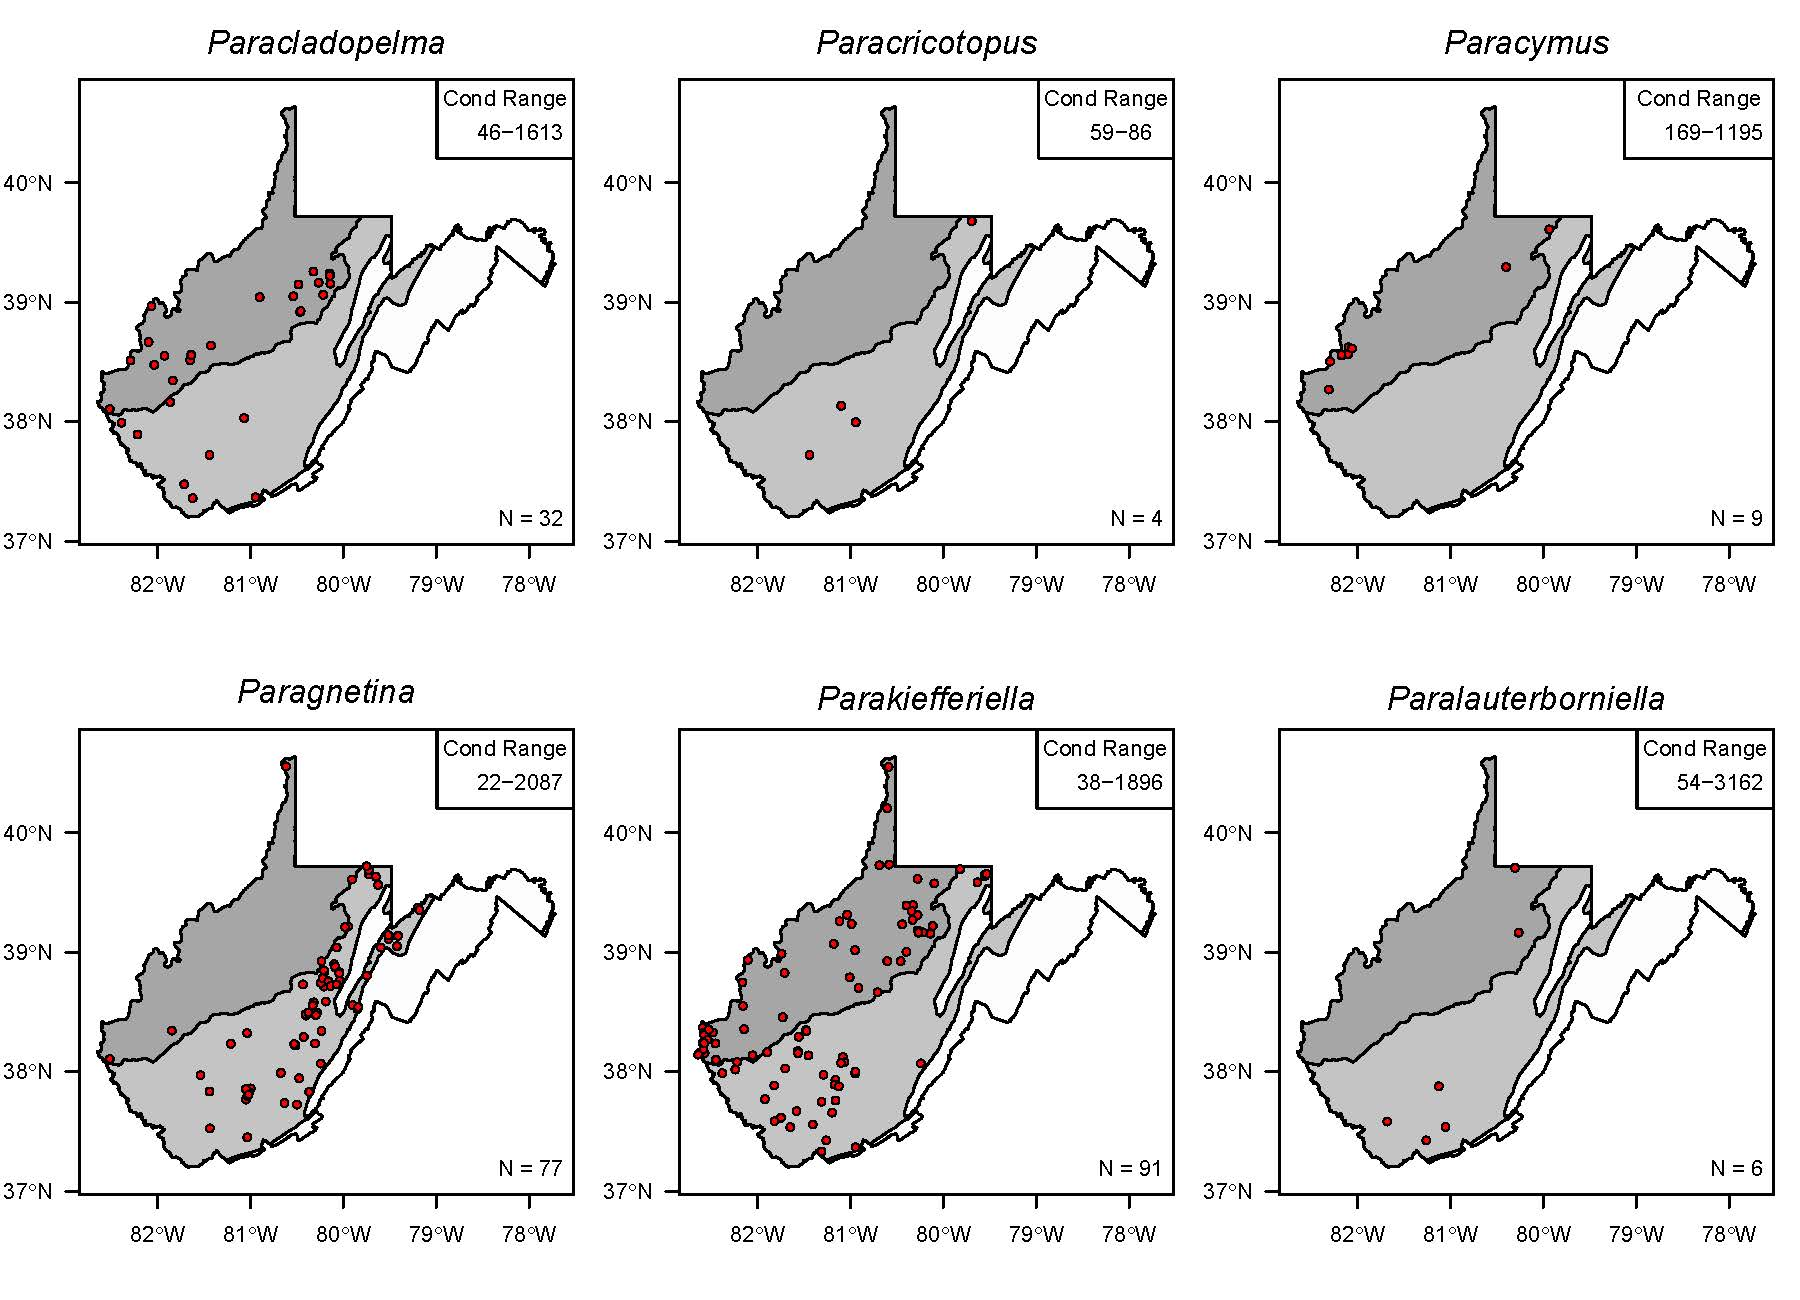 Paracladopelma
Cond Range
46−1613
40°N
39°N
38°N
37°N
N = 32
82°W 81°W 80°W 79°W 78°W
Paracricotopus
Cond Range
59−86
40°N
39°N
38°N
37°N
N = 4
82°W 81°W 80°W 79°W 78°W
Paracymus
Cond Range
169−1195
40°N
39°N
38°N
37°N
N = 9
82°W 81°W 80°W 79°W 78°W
Paragnetina
Cond Range
22−2087
40°N
39°N
38°N
37°N
N = 77
82°W 81°W 80°W 79°W 78°W
Parakiefferiella
Cond Range
38−1896
40°N
39°N
38°N
37°N
N = 91
82°W 81°W 80°W 79°W 78°W
Paralauterborniella
Cond Range
54−3162
40°N
39°N
38°N
37°N
N = 6
82°W 81°W 80°W 79°W 78°W